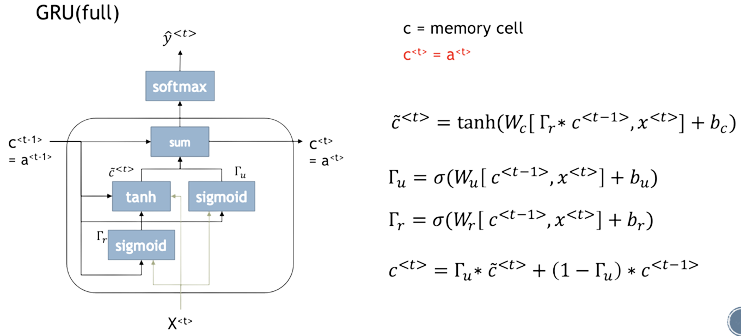 GRU(full)
ŷ<t>
softmax
c<t-1>
= a<t-1>
sum
c<t>
= a<t>
c̃<t>
Γu
tanh
sigmoid
Γr
sigmoid
X<t>
c = memory cell
c<t> = a<t>
c̃<t> = tanh(Wc[ Γr∗ c<t−1>, x<t>] + bc)
Γu = σ(Wu[ c<t−1>, x<t>] + bu)
Γr = σ(Wr[ c<t−1>, x<t>] + br)
c<t> = Γu∗ c̃<t> + (1 − Γu) ∗ c<t−1>